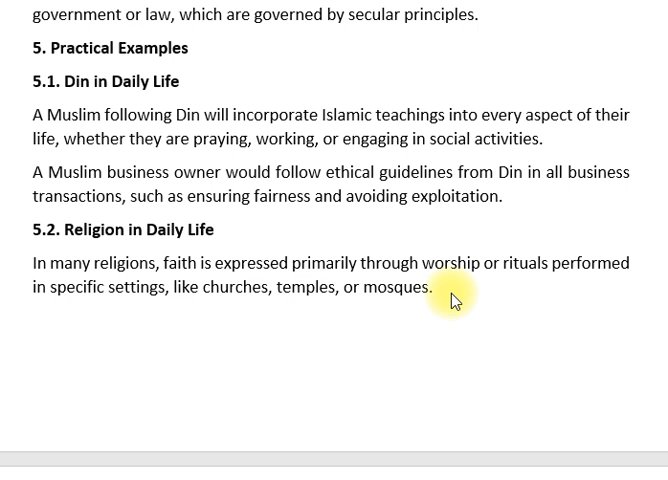 government or law, which are governed by secular principles.
5. Practical Examples
5.1. Din in Daily Life
A Muslim following Din will incorporate Islamic teachings into every aspect of their
life, whether they are praying, working, or engaging in social activities.
A Muslim business owner would follow ethical guidelines from Din in all business
transactions, such as ensuring fairness and avoiding exploitation.
5.2. Religion in Daily Life
In many religions, faith is expressed primarily through worship or rituals performed
in specific settings, like churches, temples, or mosques.